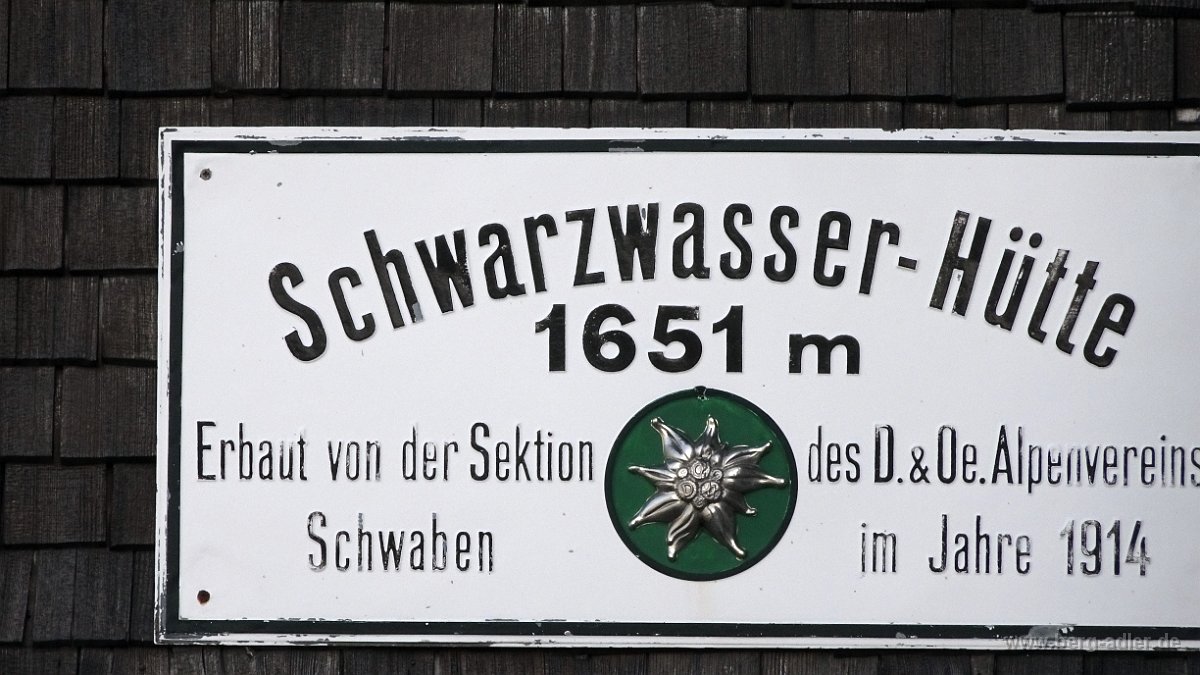 Schwarzwasser-Hütte
1651 m
Erbaut von der Sektion des D. & Oe. Alpenvereins
Schwaben im Jahre 1914
www.berg-adler.de